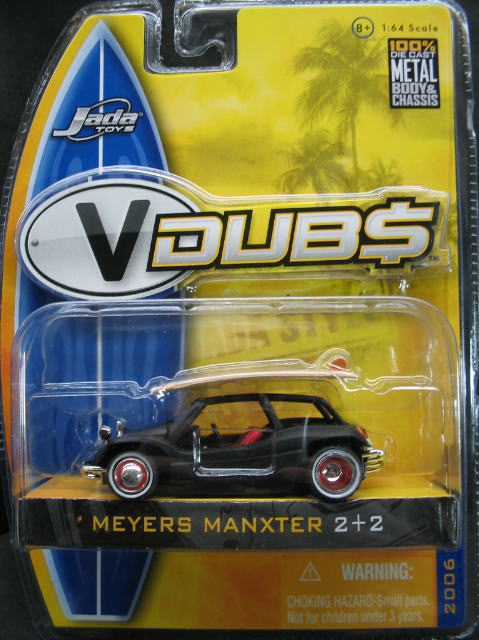 8+ 1:64 Scale
100%
DIE CAST
METAL
BODY&
CHASSIS
Jada
TOYS
V DUB$ ™
MEYERS MANXTER 2+2
WARNING:
CHOKING HAZARD-Small parts.
Not for children under 3 years.
2006